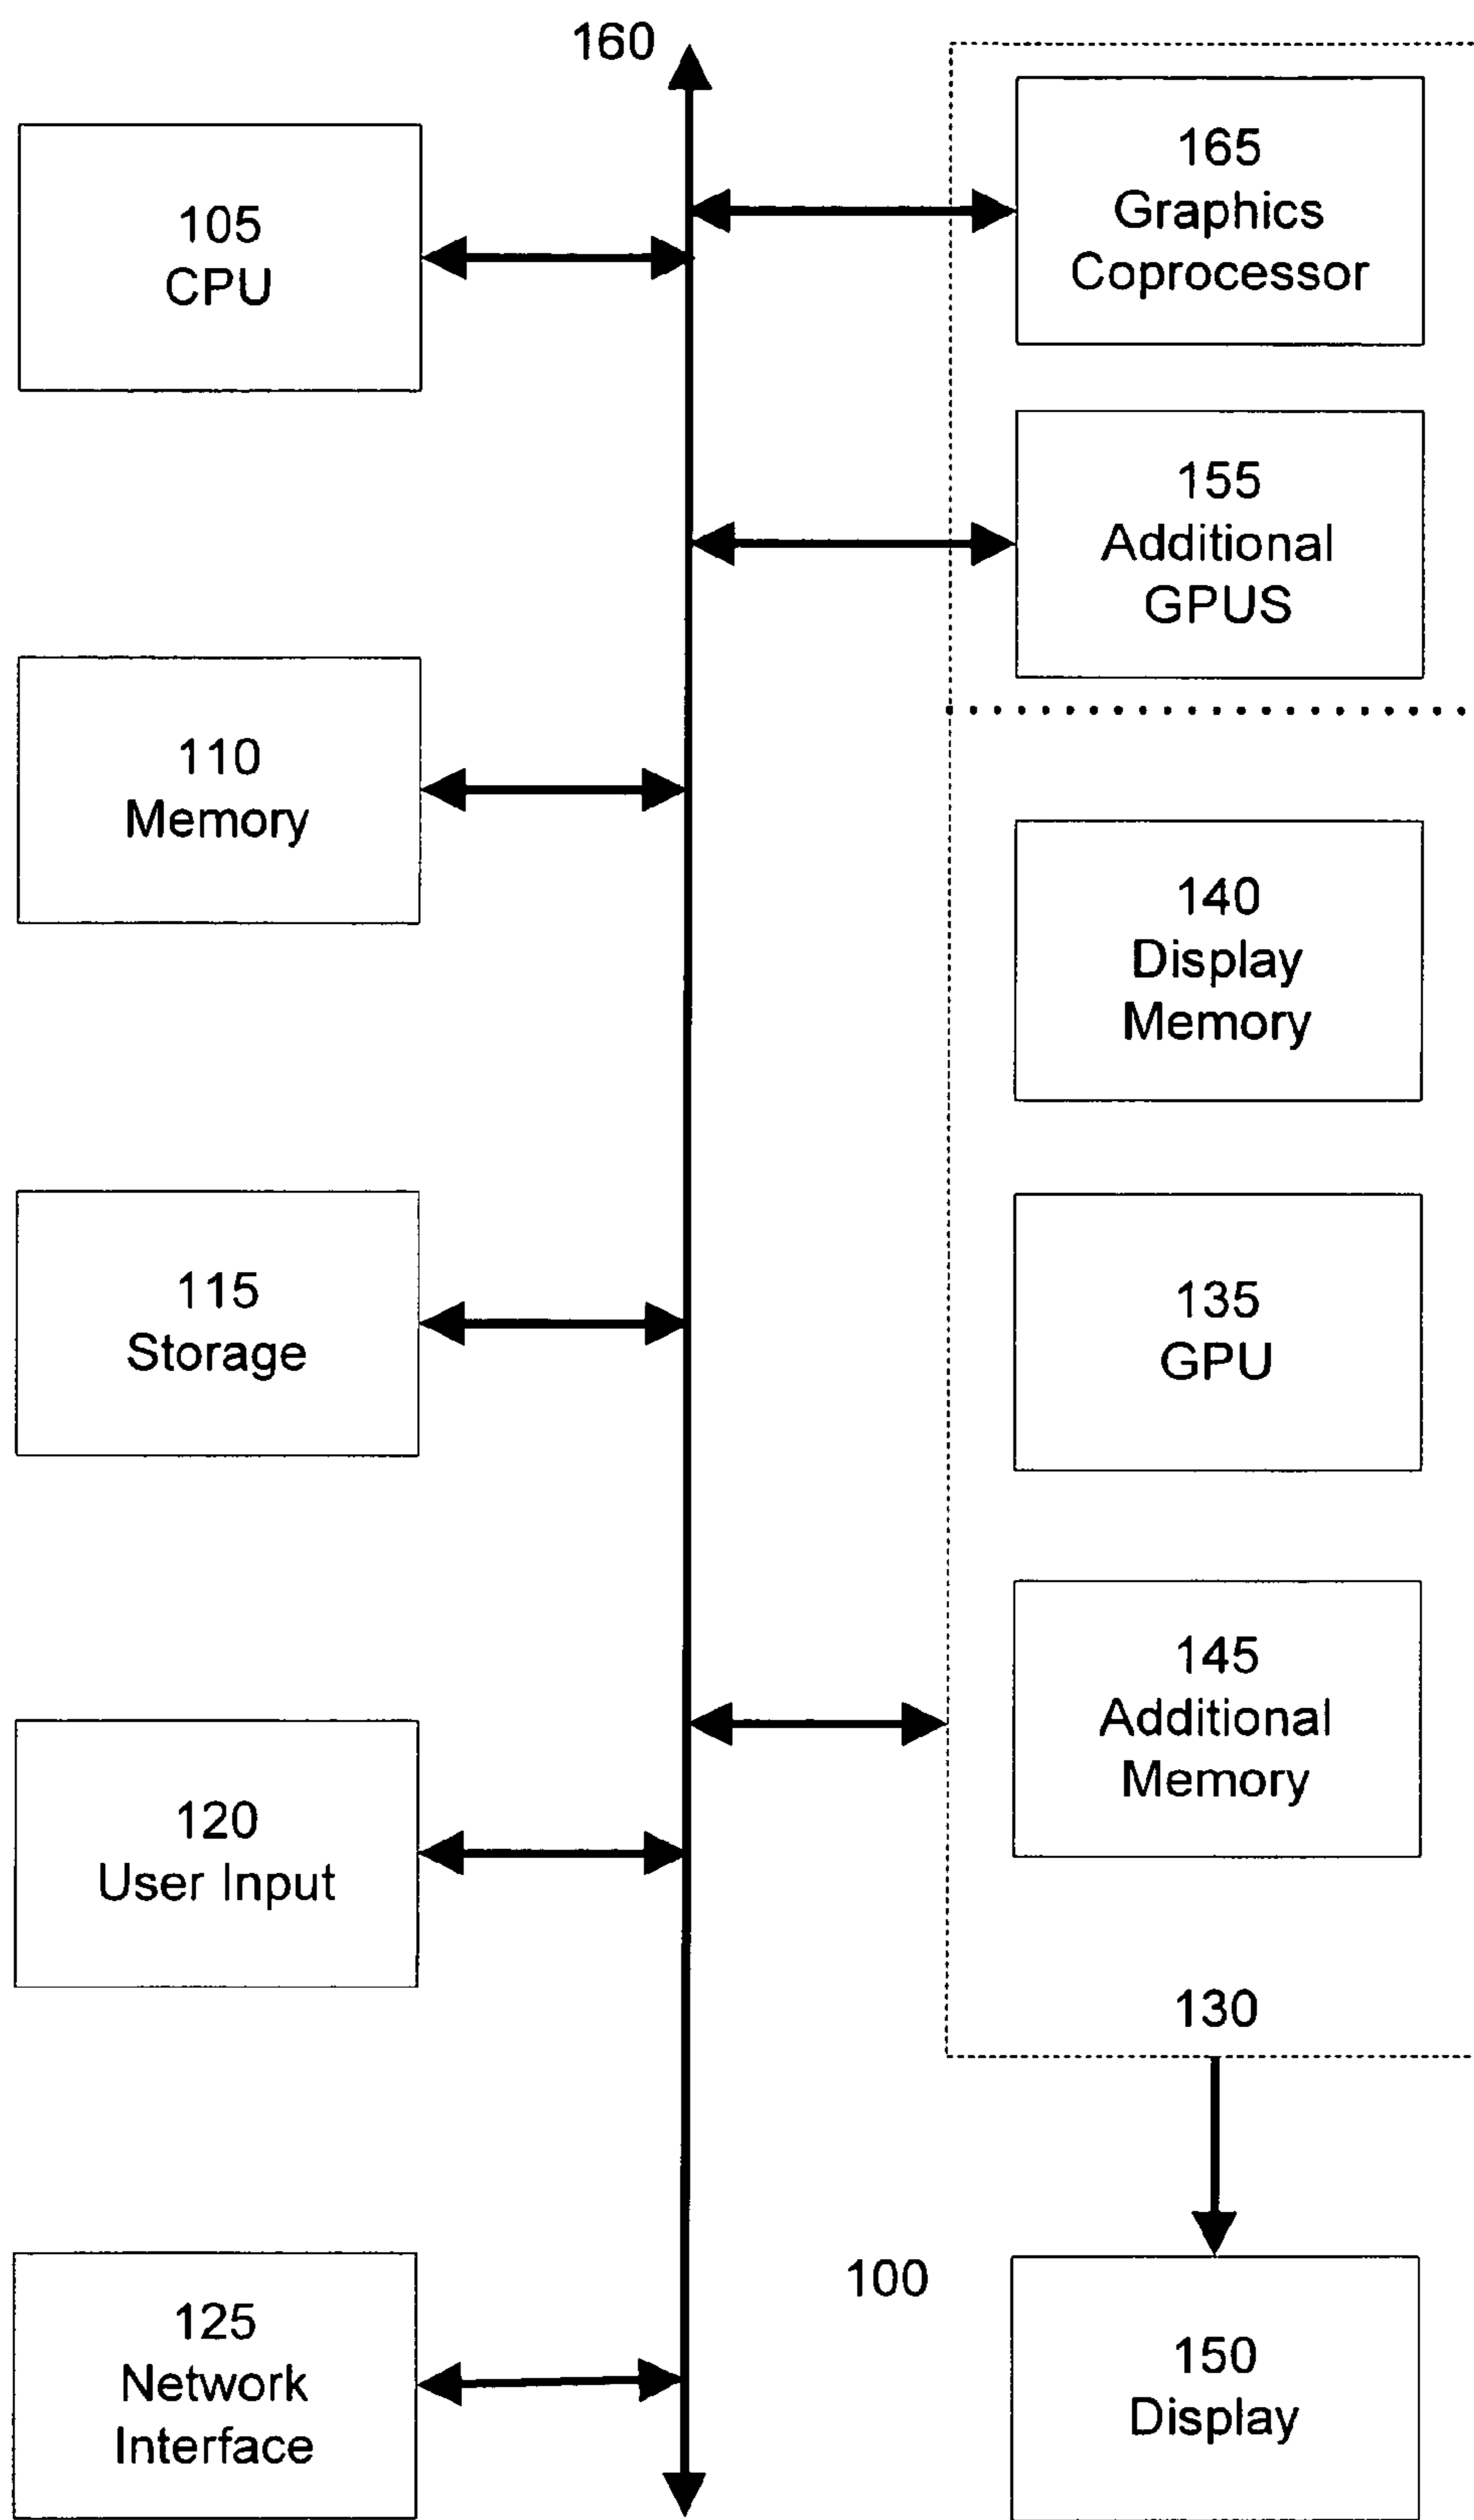 160
105
CPU
110
Memory
115
Storage
120
User Input
125
Network
Interface
165
Graphics
Coprocessor
155
Additional
GPUS
140
Display
Memory
135
GPU
145
Additional
Memory
130
100
150
Display